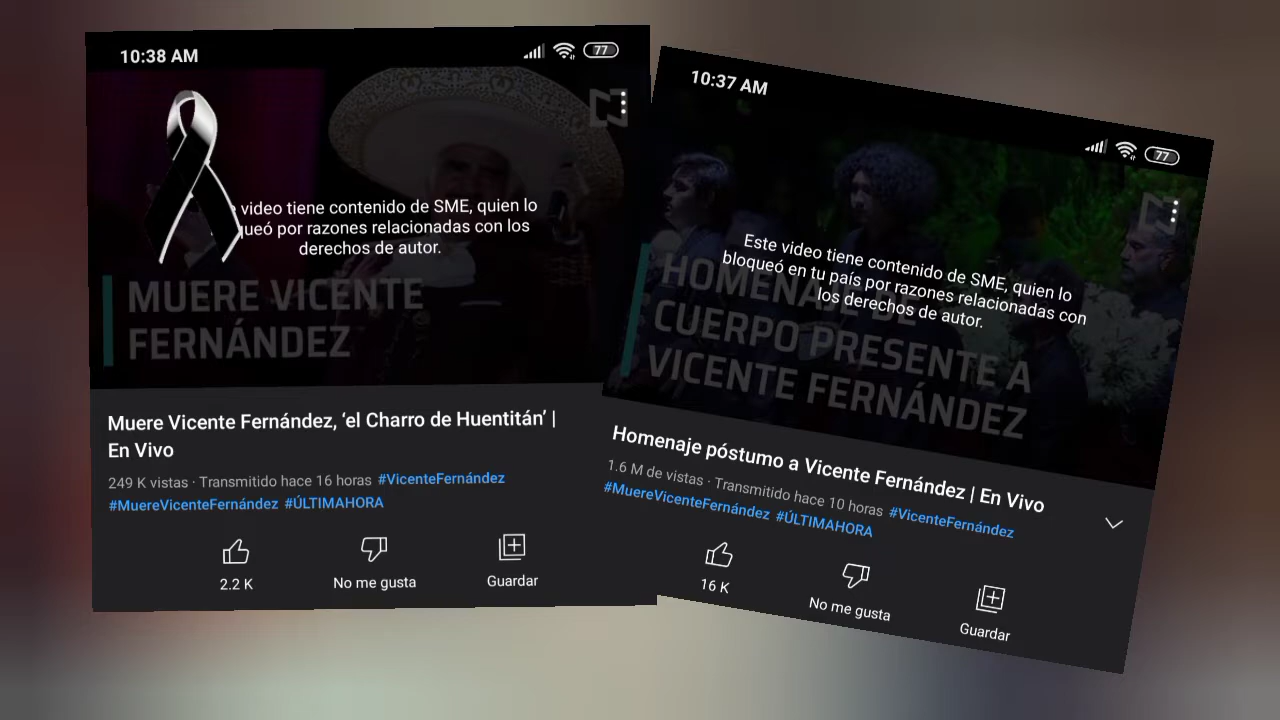 10:38 AM
77
video tiene contenido de SME, quien lo
queó por razones relacionadas con los
derechos de autor.
MUERE VICENTE
FERNÁNDEZ
Muere Vicente Fernández, ‘el Charro de Huentitán’ |
En Vivo
249 K vistas · Transmitido hace 16 horas #VicenteFernández
#MuereVicenteFernández #ÚLTIMAHORA
2.2 K
No me gusta
Guardar
10:37 AM
77
Este video tiene contenido de SME, quien lo
bloqueó en tu país por razones relacionadas con
los derechos de autor.
HOMENAJE DE
CUERPO PRESENTE A
VICENTE FERNÁNDEZ
Homenaje póstumo a Vicente Fernández | En Vivo
1.6 M de vistas · Transmitido hace 10 horas #VicenteFernández
#MuereVicenteFernández #ÚLTIMAHORA
16 K
No me gusta
Guardar